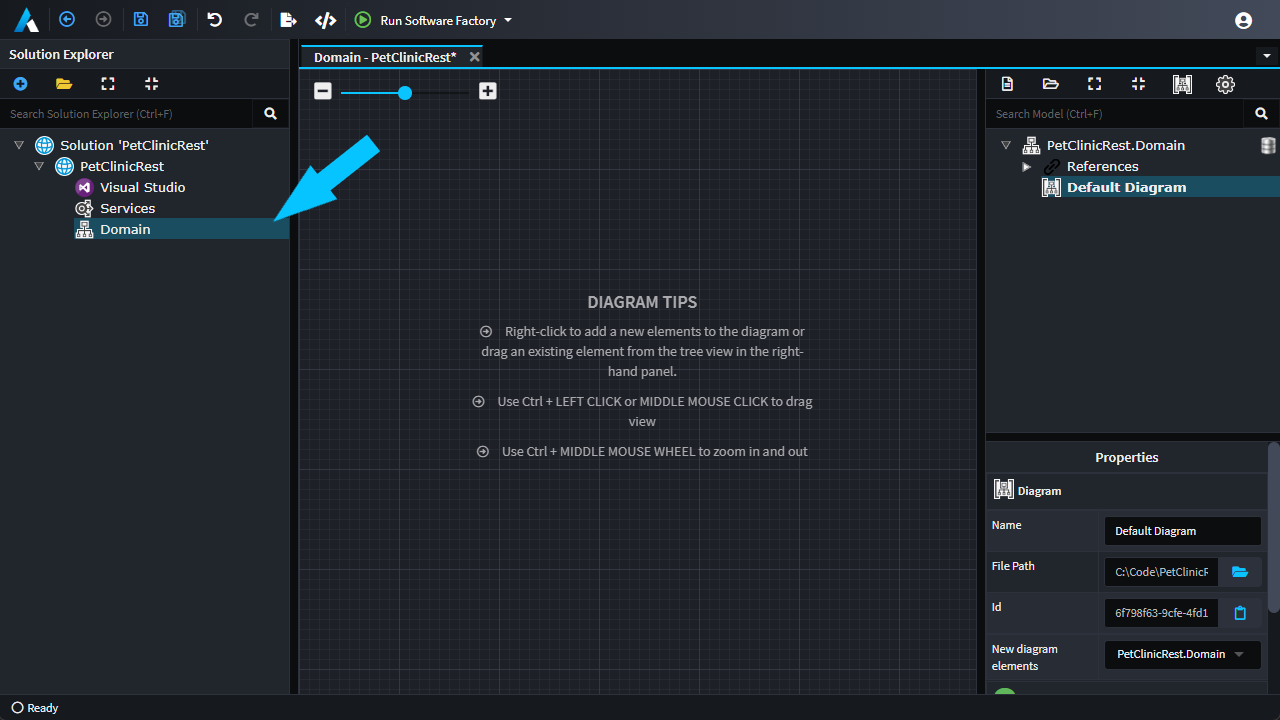 Run Software Factory
Solution Explorer
Search Solution Explorer (Ctrl+F)
Solution 'PetClinicRest'
PetClinicRest
Visual Studio
Services
Domain
Domain - PetClinicRest*
DIAGRAM TIPS
Right-click to add a new elements to the diagram or
drag an existing element from the tree view in the right-
hand panel.
Use Ctrl + LEFT CLICK or MIDDLE MOUSE CLICK to drag
view
Use Ctrl + MIDDLE MOUSE WHEEL to zoom in and out
Search Model (Ctrl+F)
PetClinicRest.Domain
References
Default Diagram
Properties
Diagram
Name
Default Diagram
File Path
C:\Code\PetClinicR
Id
6f798f63-9cfe-4fd1
New diagram
elements
PetClinicRest.Domain
Ready